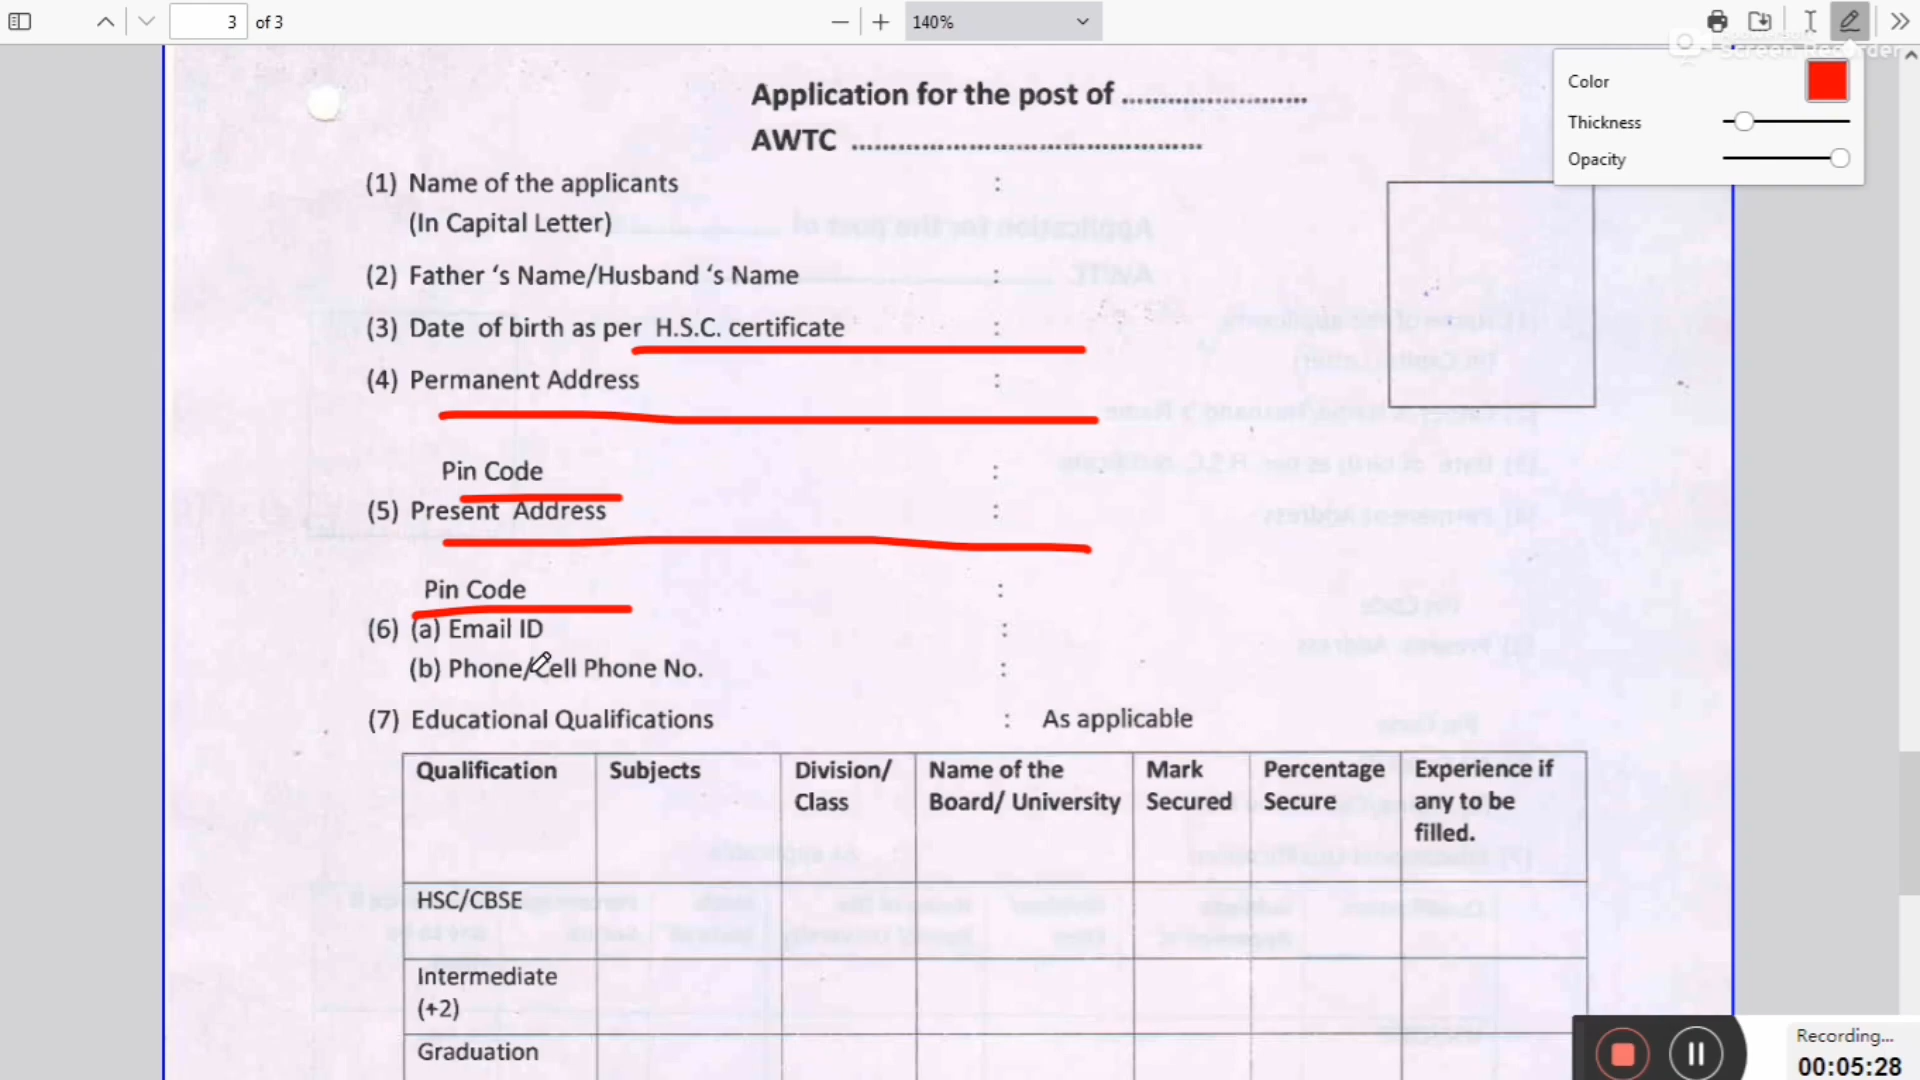 3 of 3
140%
Screen Recorder
Color
Thickness
Opacity
Application for the post of .....................
AWTC ........................................
(1) Name of the applicants :
(In Capital Letter)
(2) Father ‘s Name/Husband ‘s Name :
(3) Date of birth as per H.S.C. certificate :
(4) Permanent Address :
Pin Code :
(5) Present Address :
Pin Code :
(6) (a) Email ID :
(b) Phone/Cell Phone No. :
(7) Educational Qualifications : As applicable
Qualification Subjects Division/ Name of the Mark Percentage Experience if
Class Board/ University Secured Secure any to be
filled.
HSC/CBSE
Intermediate
(+2)
Graduation
Recording...
00:05:28